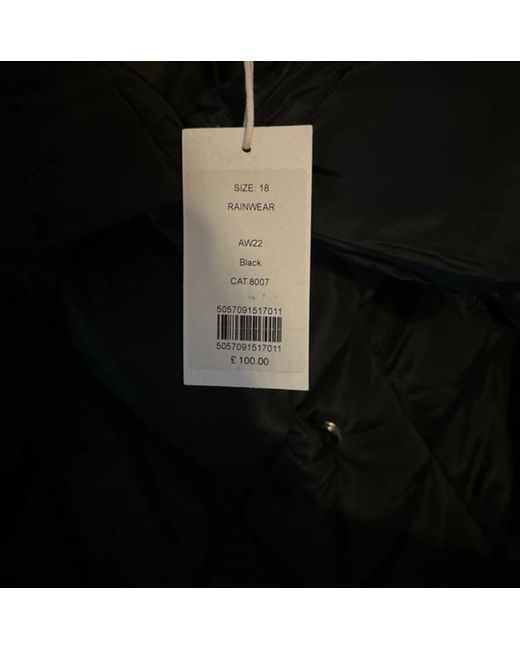 SIZE: 18
RAINWEAR
AW22
Black
CAT.8007
5057091517011
5057091517011
£ 100.00